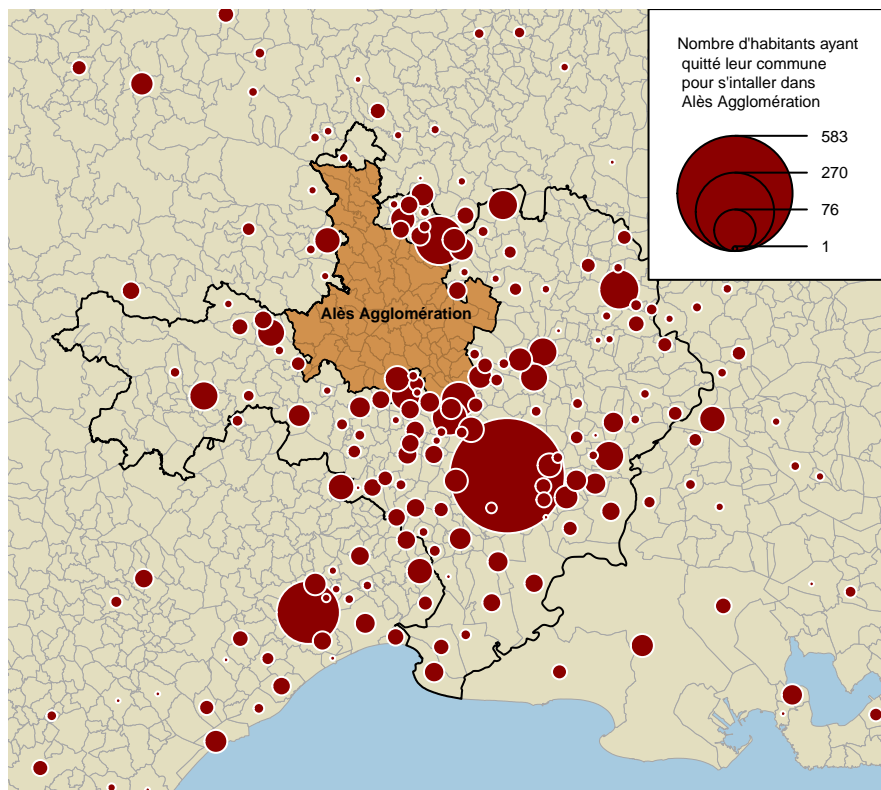 Nombre d'habitants ayant
quitté leur commune
pour s'intaller dans
Alès Agglomération
583
270
76
1
Alès Agglomération